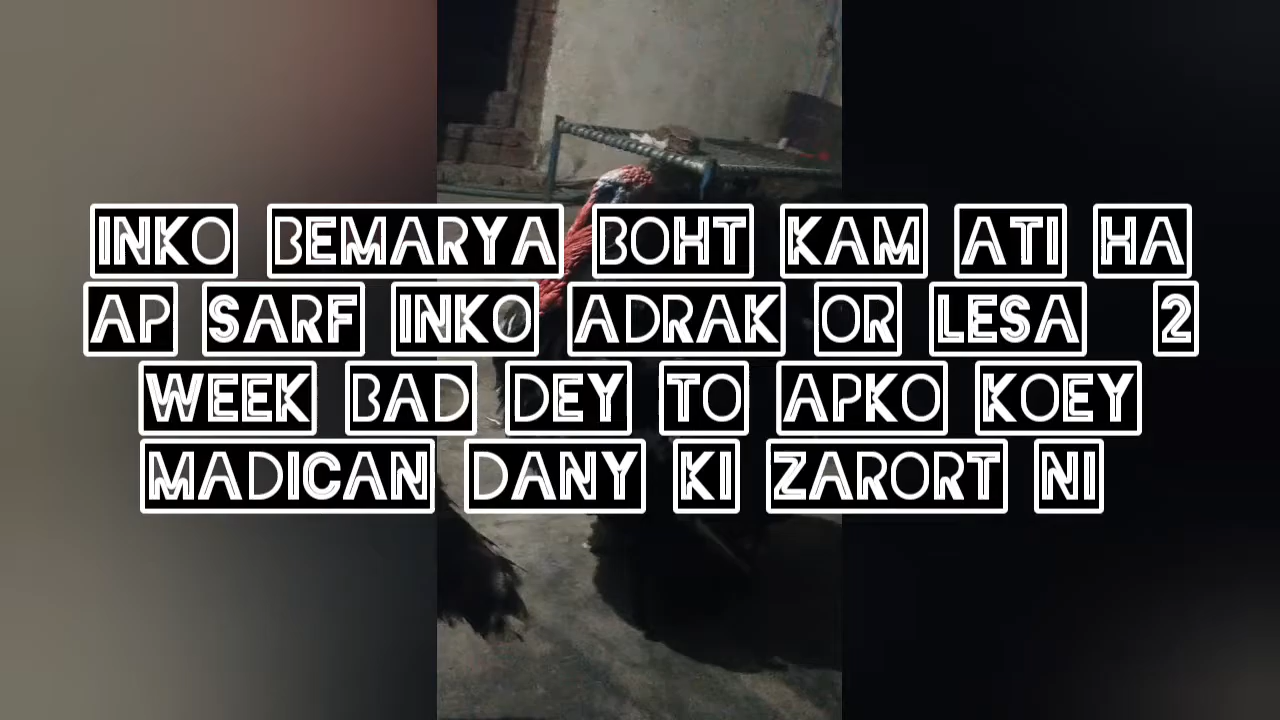 INKO BEMARYA BOHT KAM ATI HA
AP SARF INKO ADRAK OR LESA 2
WEEK BAD DEY TO APKO KOEY
MADICAN DANY KI ZARORT NI